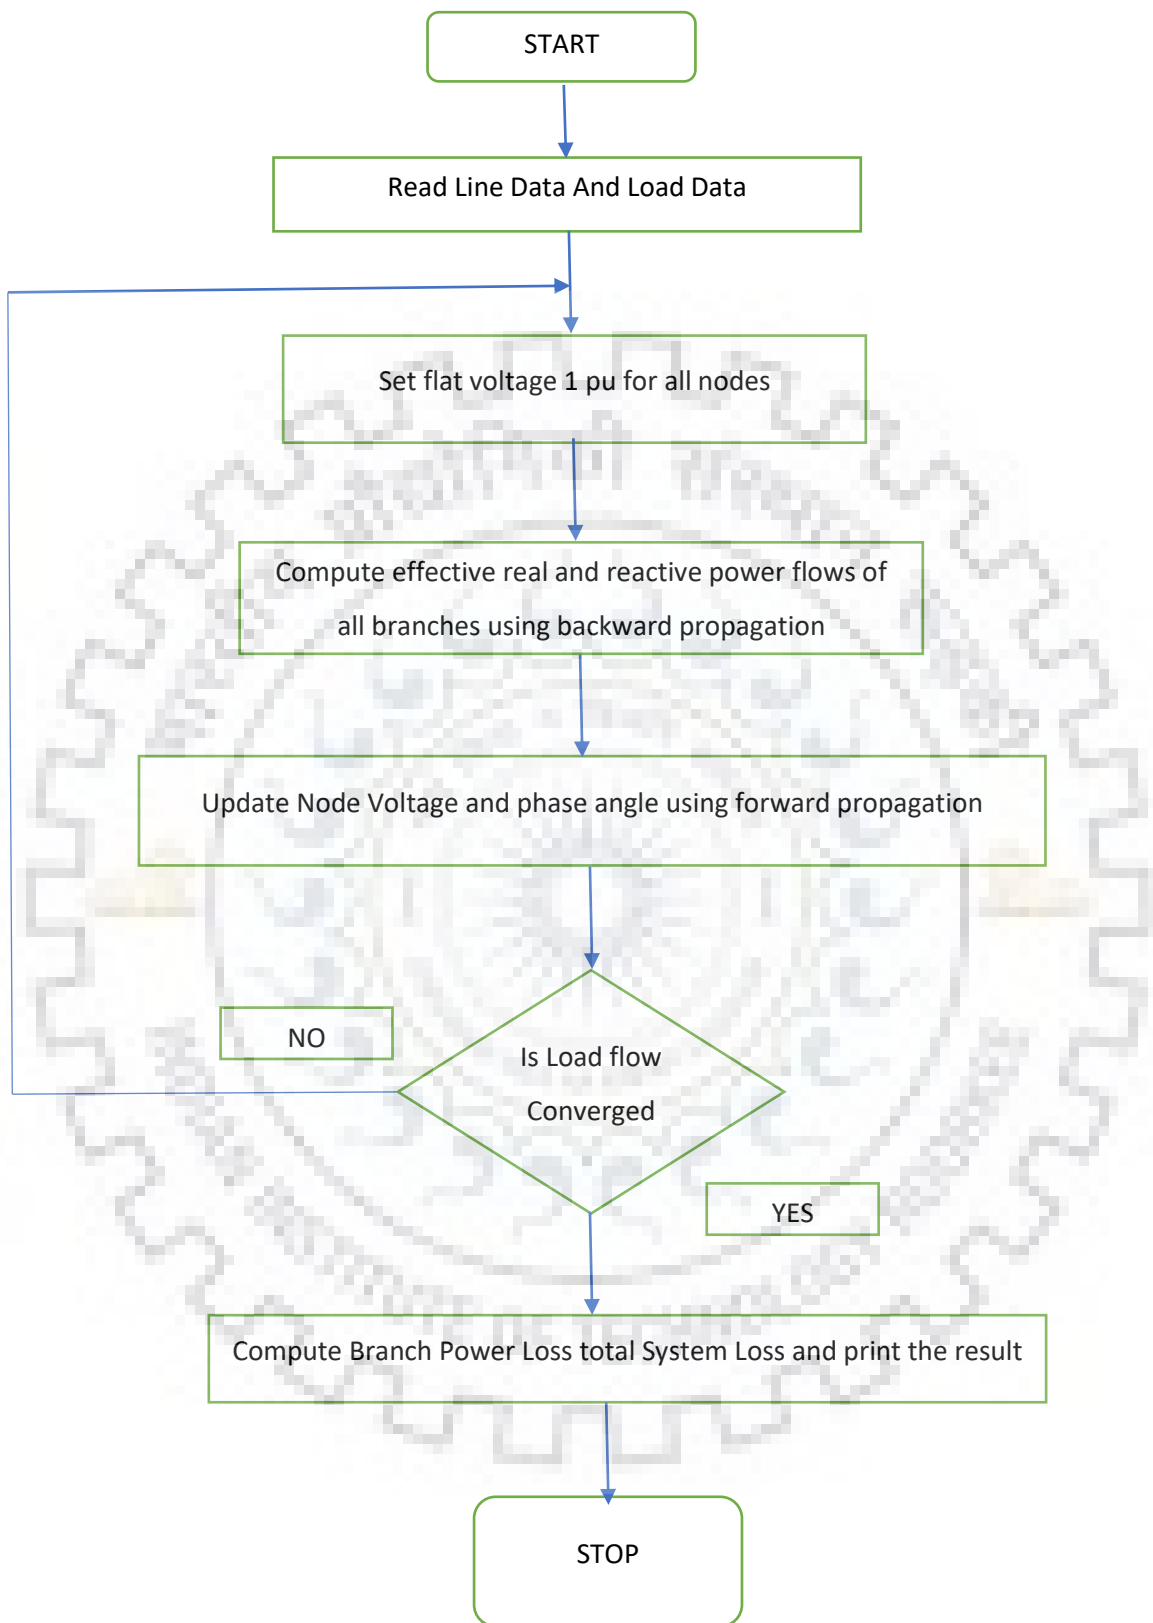 START
Read Line Data And Load Data
Set flat voltage 1 pu for all nodes
Compute effective real and reactive power flows of
all branches using backward propagation
Update Node Voltage and phase angle using forward propagation
NO
Is Load flow
Converged
YES
Compute Branch Power Loss total System Loss and print the result
STOP